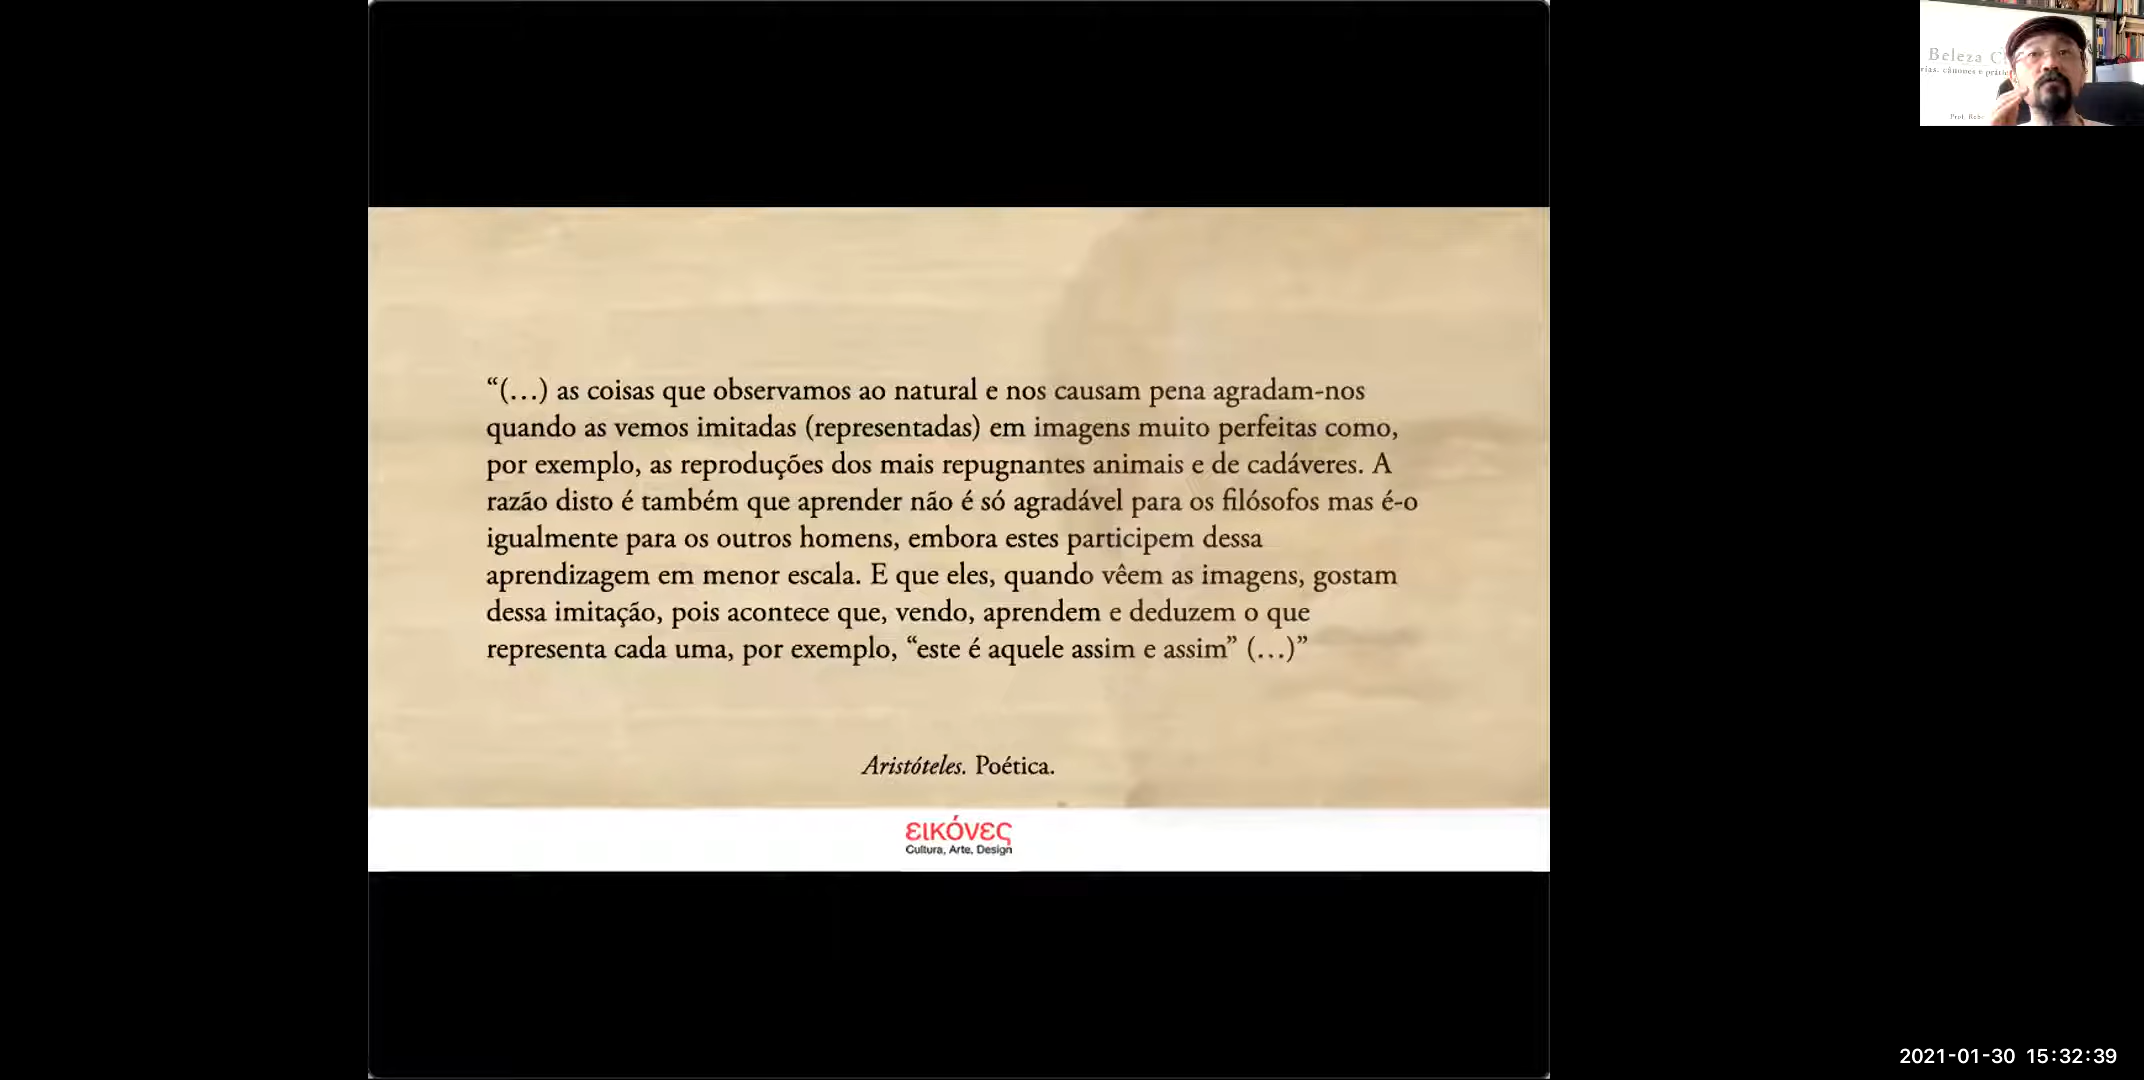 Beleza
cânones e
Prof.
“(…) as coisas que observamos ao natural e nos causam pena agradam-nos
quando as vemos imitadas (representadas) em imagens muito perfeitas como,
por exemplo, as reproduções dos mais repugnantes animais e de cadáveres. A
razão disto é também que aprender não é só agradável para os filósofos mas é-o
igualmente para os outros homens, embora estes participem dessa
aprendizagem em menor escala. E que eles, quando vêem as imagens, gostam
dessa imitação, pois acontece que, vendo, aprendem e deduzem o que
representa cada uma, por exemplo, “este é aquele assim e assim” (…)”
Aristóteles. Poética.
εικόνες
Cultura, Arte, Design
2021-01-30 15:32:39